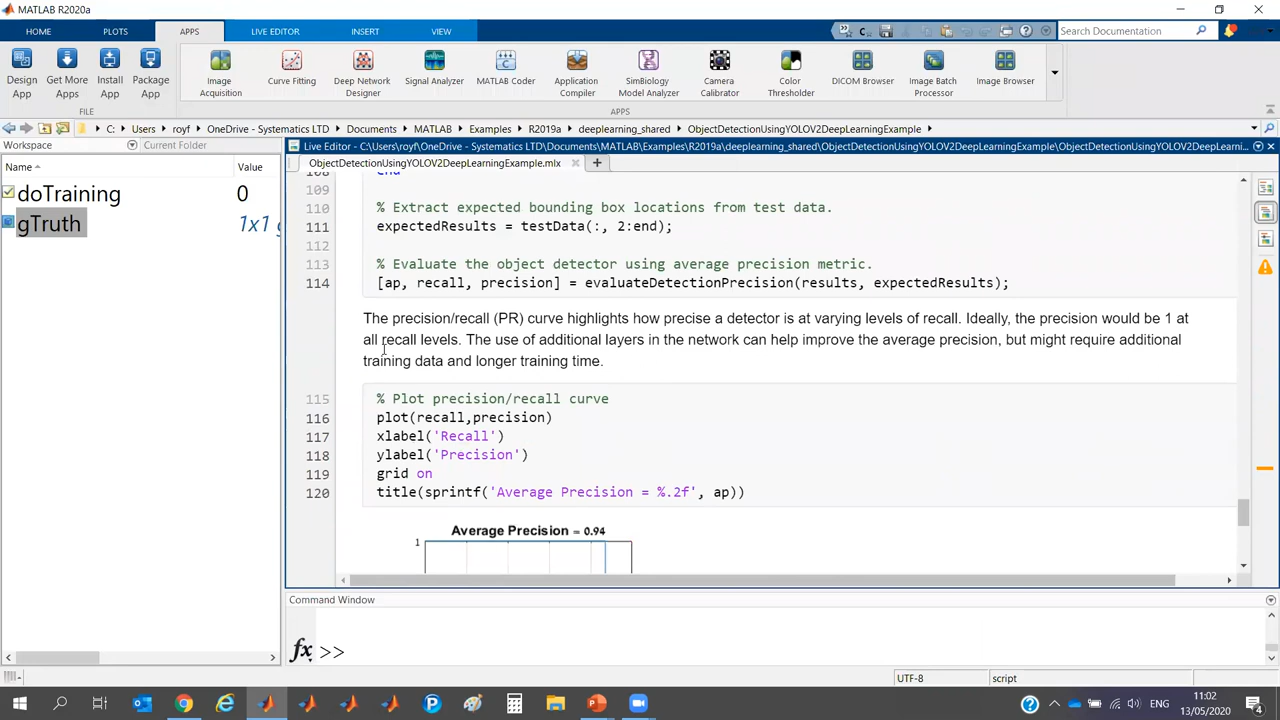 MATLAB R2020a
HOME PLOTS APPS LIVE EDITOR INSERT VIEW
Search Documentation
Design App
Get More Apps
Install App
Package App
Image Acquisition
Curve Fitting
Deep Network Designer
Signal Analyzer
MATLAB Coder
Application Compiler
SimBiology Model Analyzer
Camera Calibrator
Color Thresholder
DICOM Browser
Image Batch Processor
Image Browser
FILE
APPS
C: Users royf OneDrive - Systematics LTD Documents MATLAB Examples R2019a deeplearning_shared ObjectDetectionUsingYOLOV2DeepLearningExample
Workspace
Current Folder
Live Editor - C:\Users\royf\OneDrive - Systematics LTD\Documents\MATLAB\Examples\R2019a\deeplearning_shared\ObjectDetectionUsingYOLOV2DeepLearningExample\ObjectDetectionUsingYOLOV2DeepLearni...
Name Value
doTraining 0
gTruth 1x1 g
ObjectDetectionUsingYOLOV2DeepLearningExample.mlx
108 end
109
110 % Extract expected bounding box locations from test data.
111 expectedResults = testData(:, 2:end);
112
113 % Evaluate the object detector using average precision metric.
114 [ap, recall, precision] = evaluateDetectionPrecision(results, expectedResults);
The precision/recall (PR) curve highlights how precise a detector is at varying levels of recall. Ideally, the precision would be 1 at
all recall levels. The use of additional layers in the network can help improve the average precision, but might require additional
training data and longer training time.
115 % Plot precision/recall curve
116 plot(recall,precision)
117 xlabel('Recall')
118 ylabel('Precision')
119 grid on
120 title(sprintf('Average Precision = %.2f', ap))
Average Precision = 0.94
1
Command Window
fx >>
UTF-8 script
11:02
ENG
13/05/2020
4